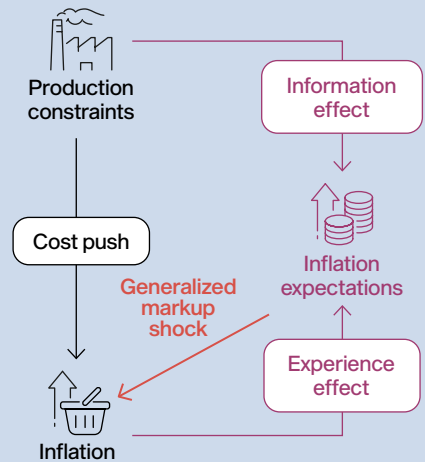 Production
constraints
Information
effect
Cost push
Inflation
expectations
Generalized
markup
shock
Experience
effect
Inflation